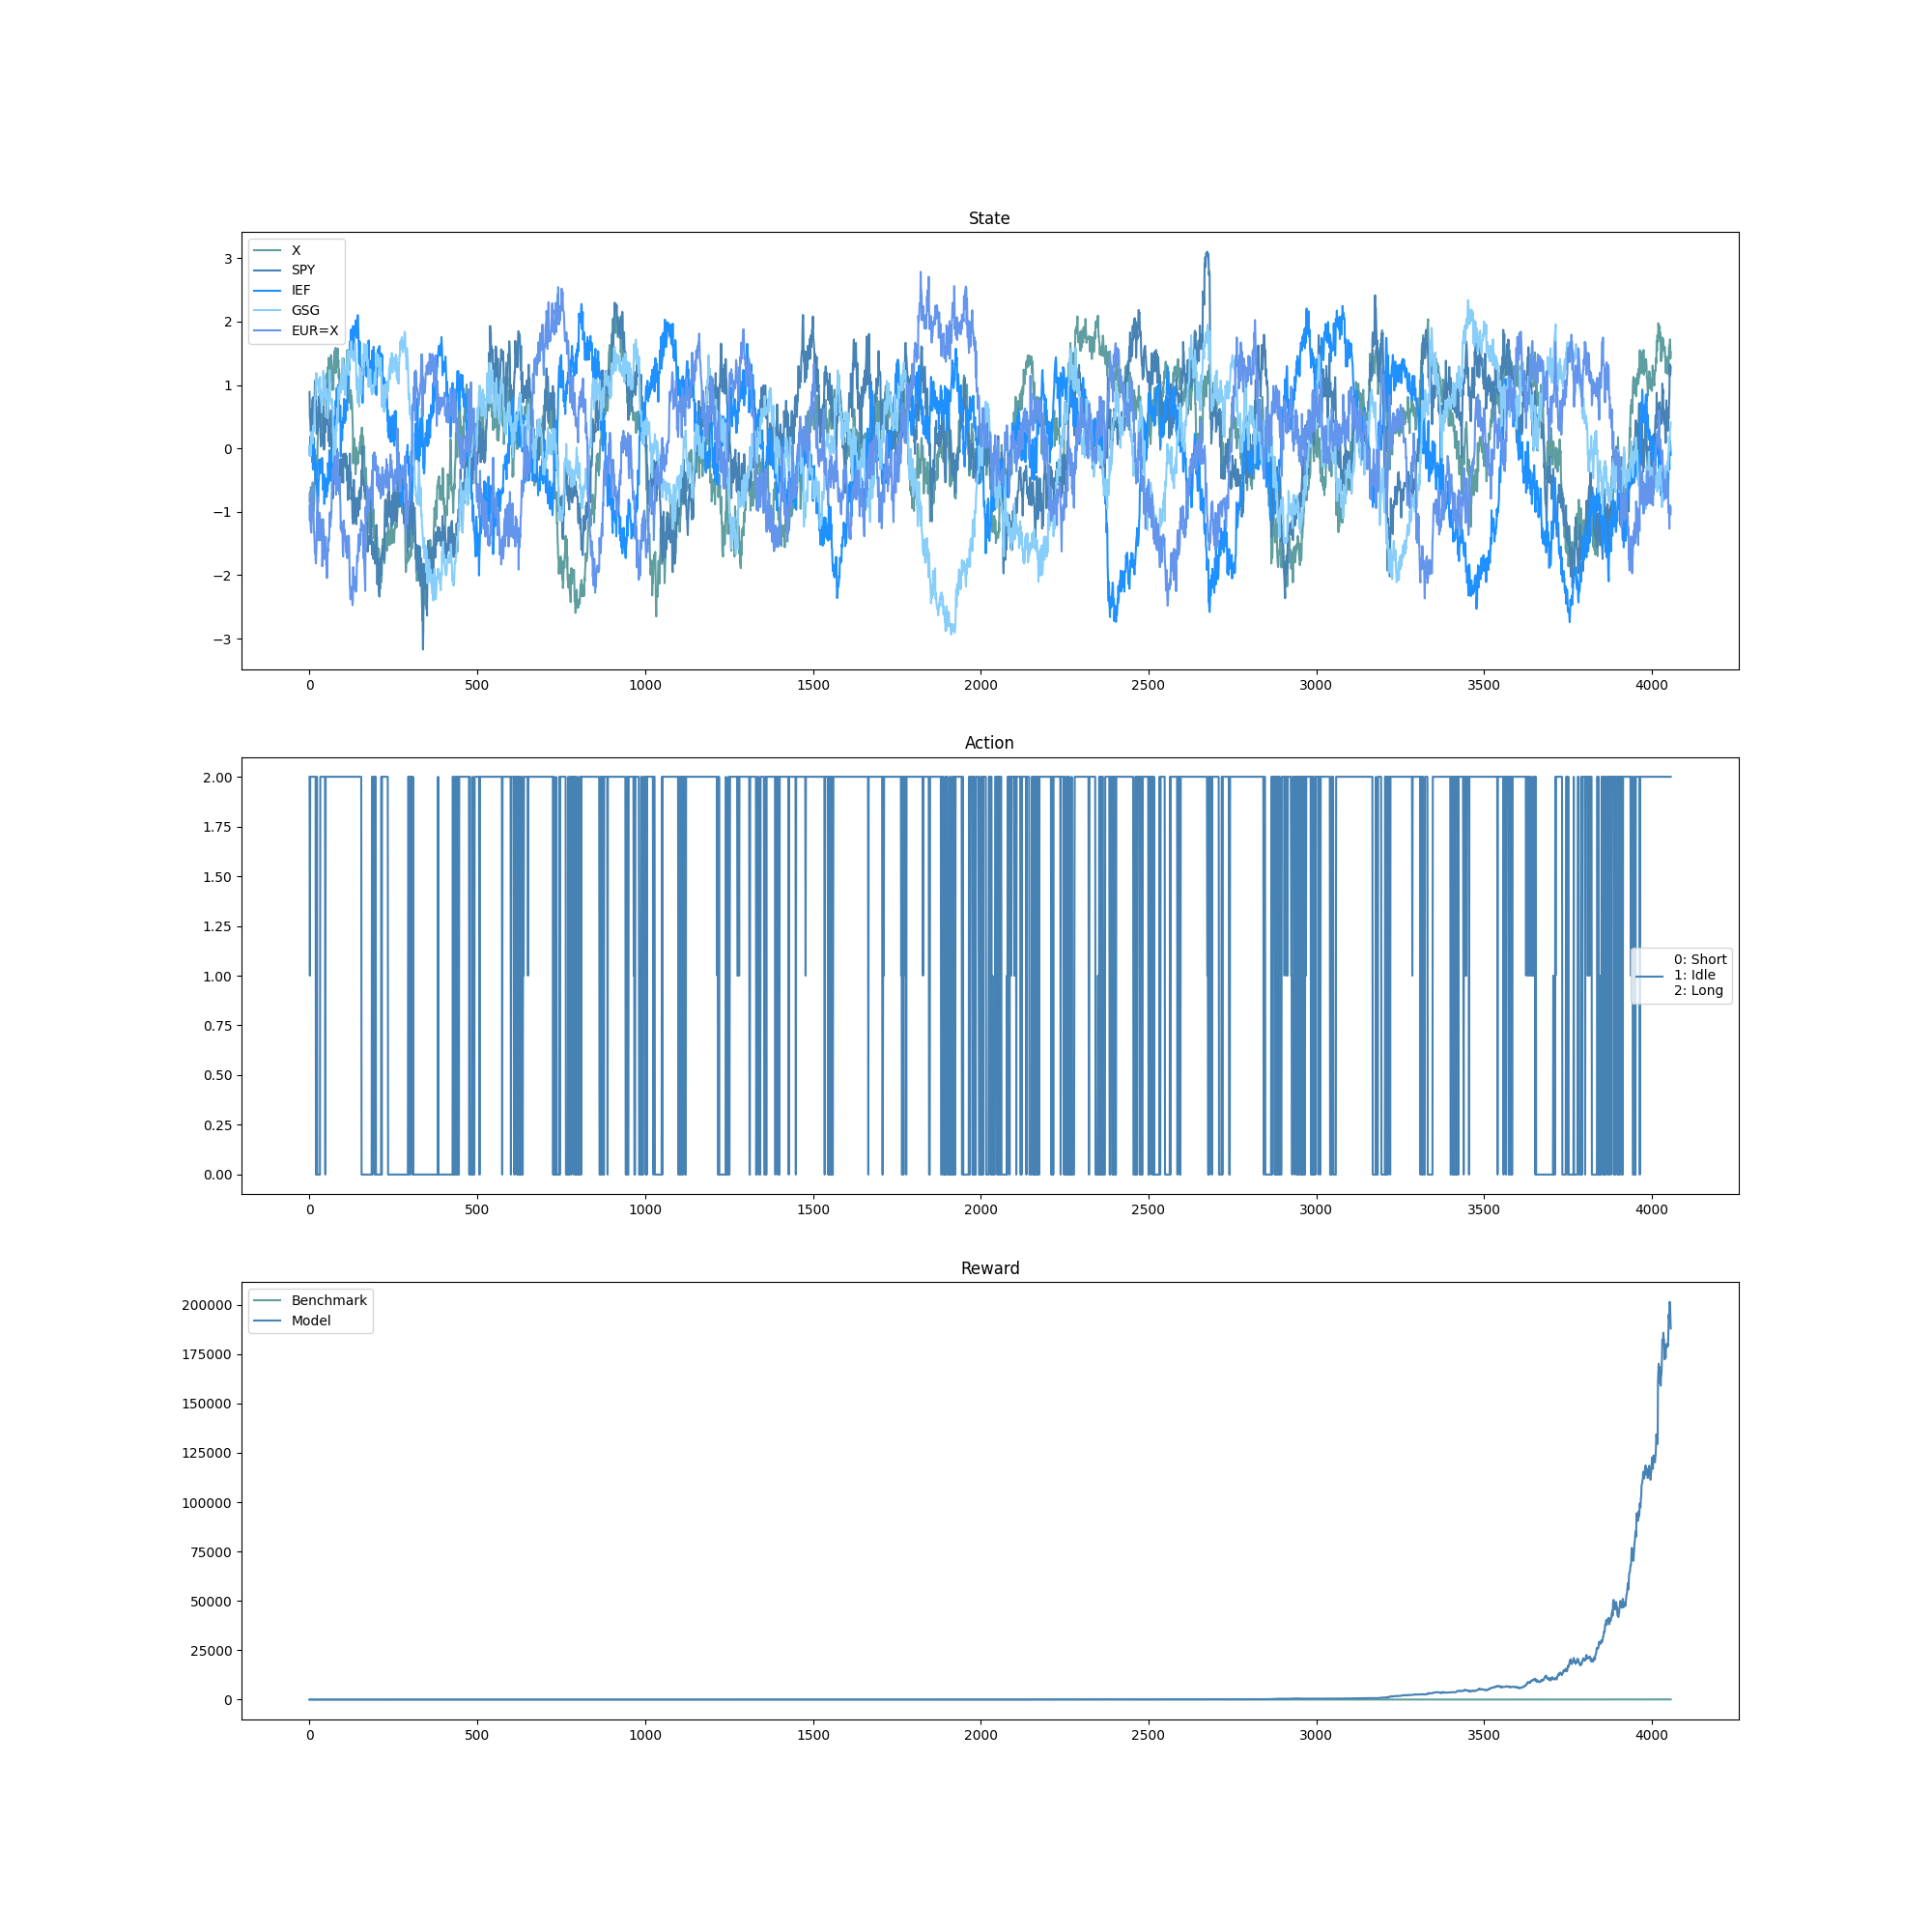 State
X
SPY
IEF
GSG
EUR=X
3
2
1
0
−1
−2
−3
0 500 1000 1500 2000 2500 3000 3500 4000
Action
2.00
1.75
1.50
1.25
1.00
0.75
0.50
0.25
0.00
0: Short
1: Idle
2: Long
0 500 1000 1500 2000 2500 3000 3500 4000
Reward
Benchmark
Model
200000
175000
150000
125000
100000
75000
50000
25000
0
0 500 1000 1500 2000 2500 3000 3500 4000